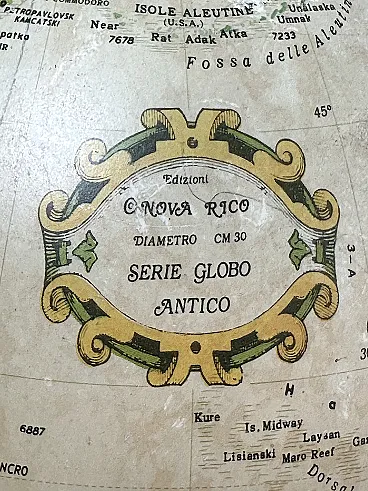 ISOLE ALEUTINE
(U.S.A.)
Unalaska
Umnak
PETROPAVLOVSK
KAMCATSKI
Near
7678
Rat
Adak
Atka
7233
Fossa delle Aleutine
45°
Edizioni
© NOVA RICO
DIAMETRO CM 30
SERIE GLOBO
ANTICO
3-A
Kure
Is. Midway
Laysan
Lisianski
Maro Reef
H a
6887